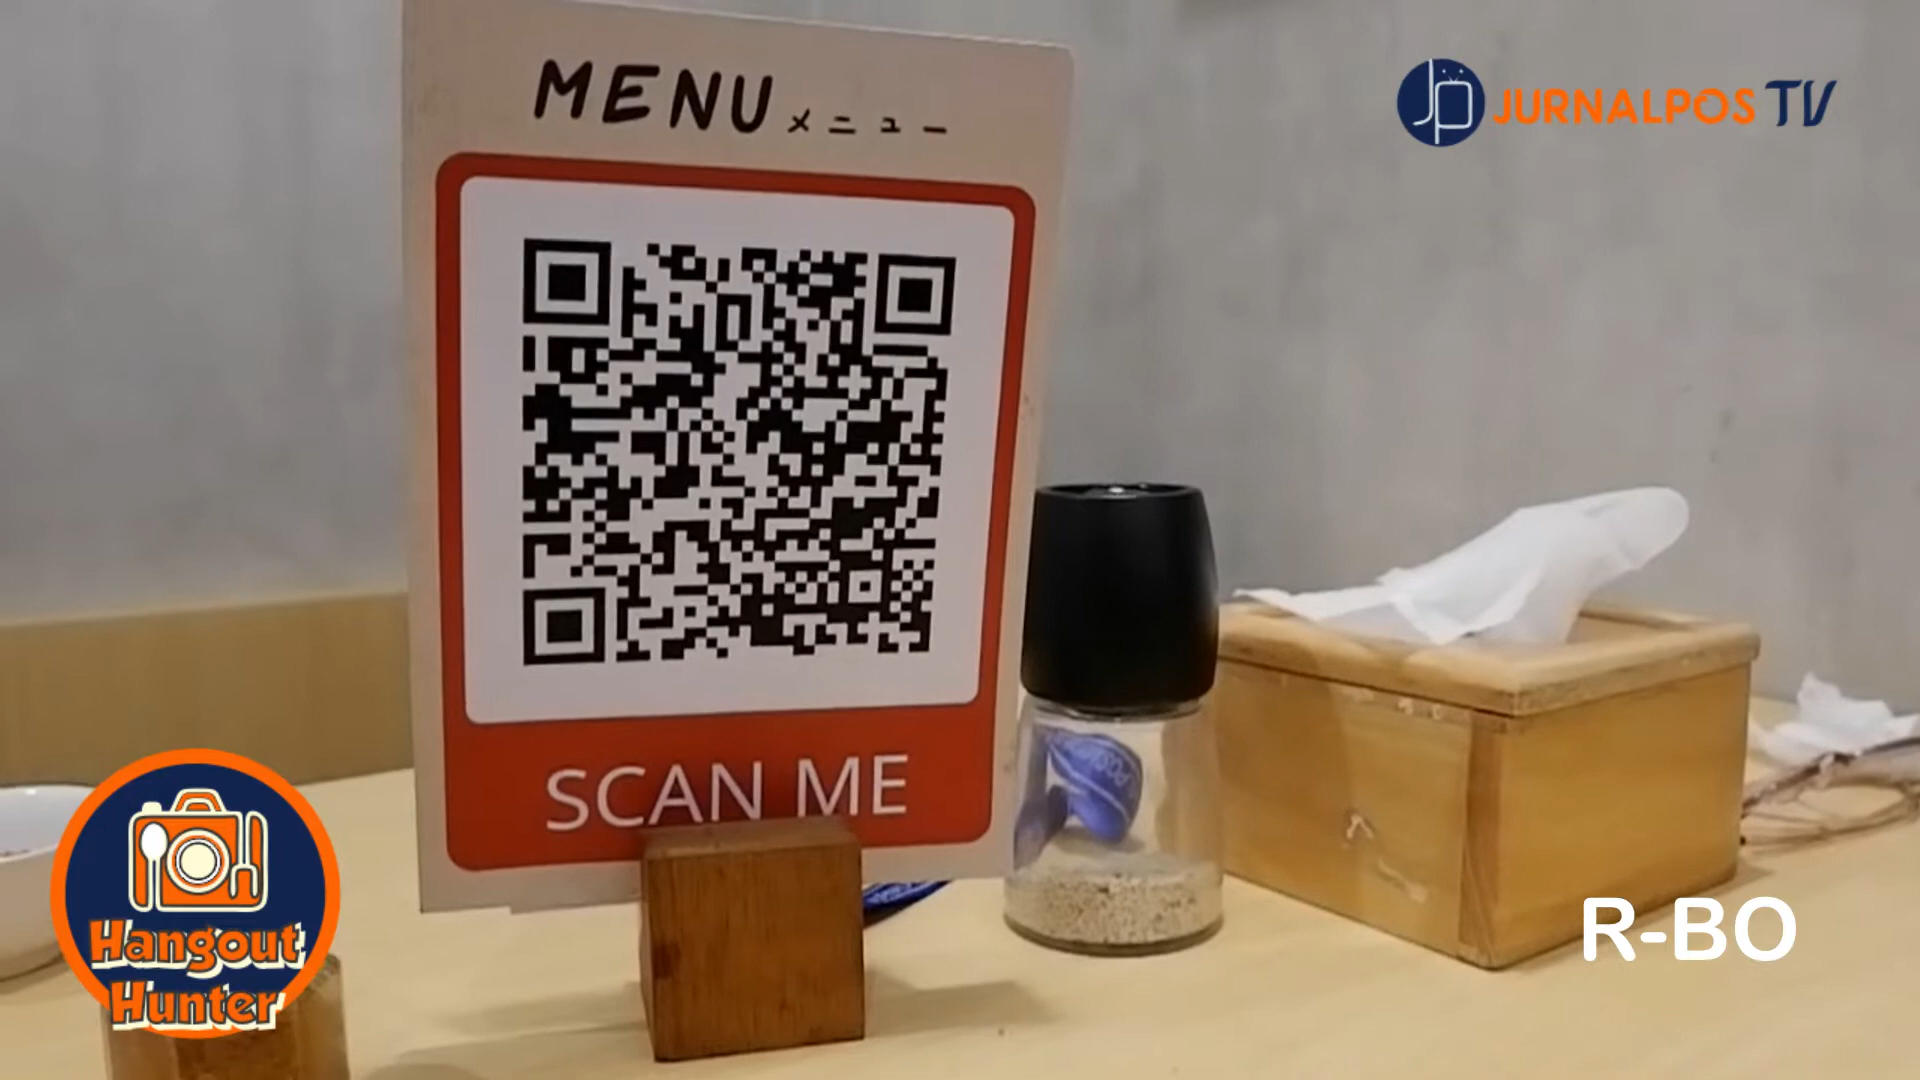 MENU メニュー
JURNALPOS TV
SCAN ME
Hangout
Hunter
R-BO